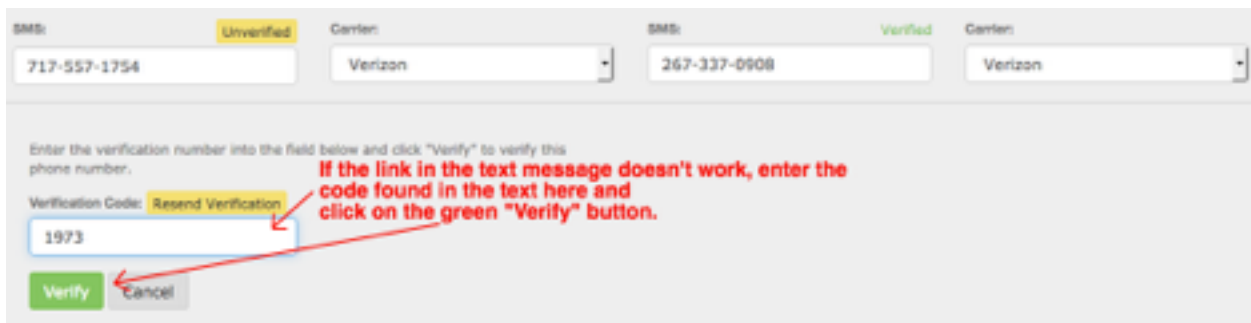 SMS: Unverified Carrier: SMS: Verified Carrier:
717-557-1754 Verizon 267-337-0908 Verizon
Enter the verification number into the field below and click "Verify" to verify this
phone number.
If the link in the text message doesn't work, enter the
code found in the text here and
click on the green "Verify" button.
Verification Code: Resend Verification
1973
Verify Cancel